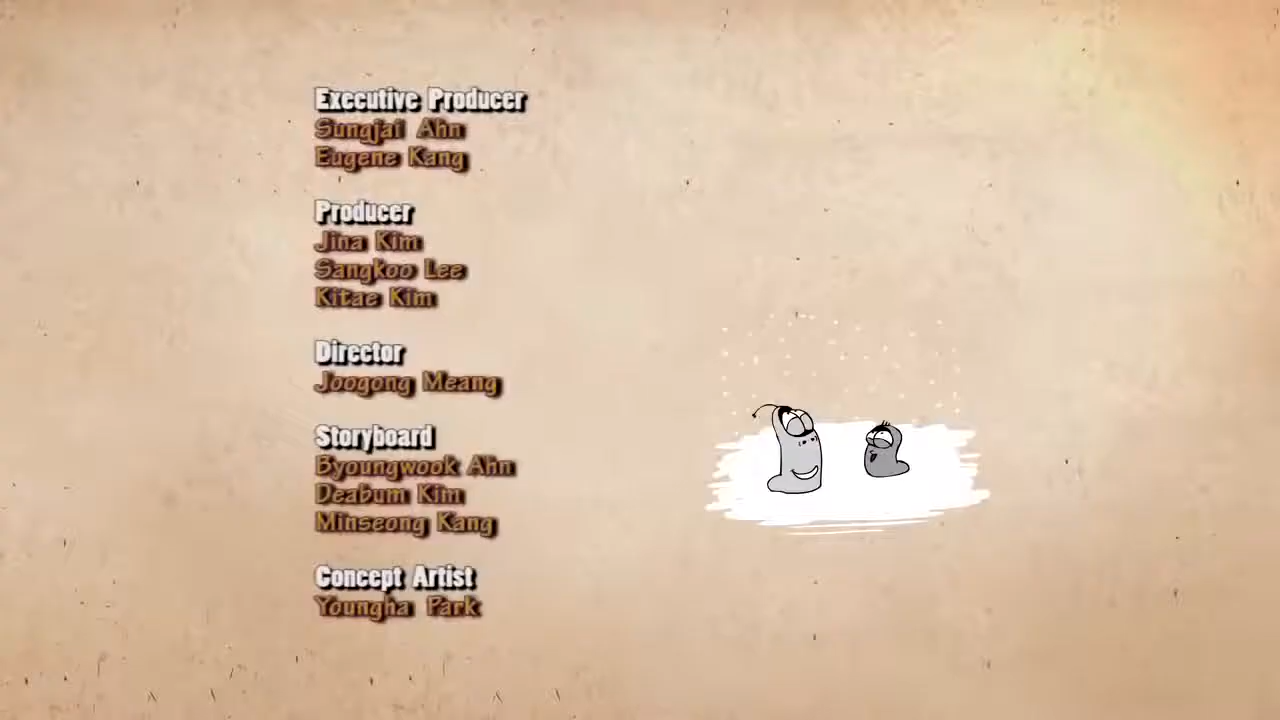 Executive Producer
Sungjai Ahn
Eugene Kang
Producer
Jina Kim
Sangkoo Lee
Kitae Kim
Director
Joogong Meang
Storyboard
Byoungwook Ahn
Deabum Kim
Minseong Kang
Concept Artist
Youngha Park